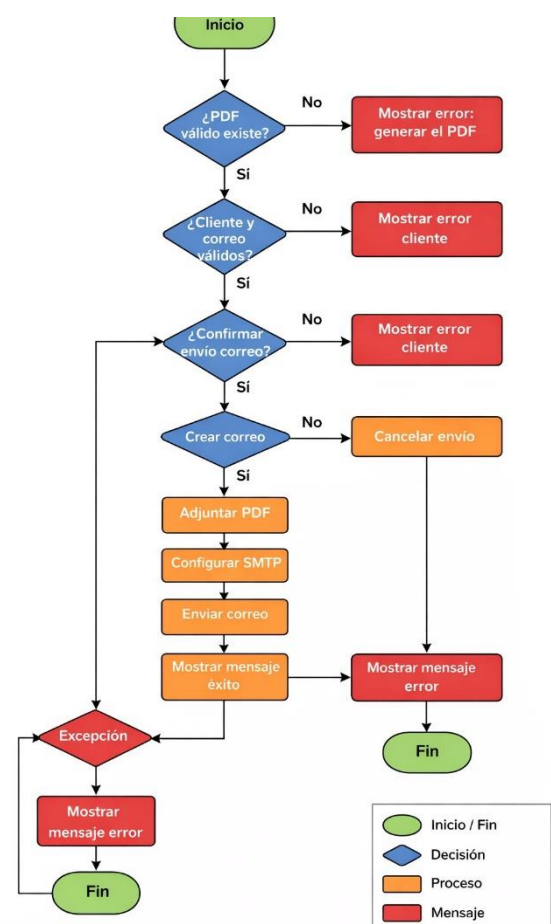 Inicio
¿PDF
válido existe?
No
Mostrar error:
generar el PDF
Sí
¿Cliente y
correo
válidos?
No
Mostrar error
cliente
Sí
¿Confirmar
envío correo?
No
Mostrar error
cliente
Sí
Crear correo
No
Cancelar envío
Sí
Adjuntar PDF
Configurar SMTP
Enviar correo
Mostrar mensaje
éxito
Mostrar mensaje
error
Excepción
Fin
Mostrar
mensaje error
Fin
Inicio / Fin
Decisión
Proceso
Mensaje